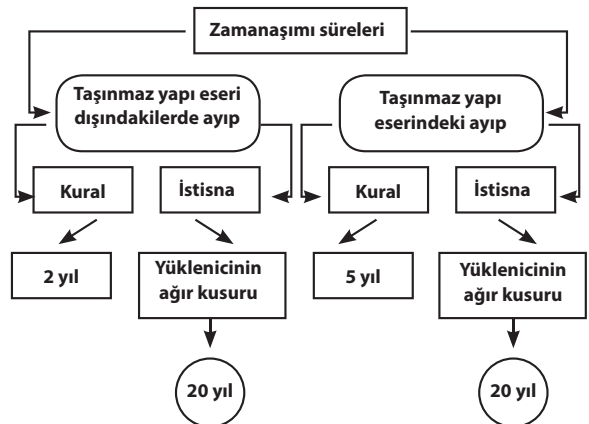 Zamanaşımı süreleri
Taşınmaz yapı eseri
dışındakilerde ayıp
Taşınmaz yapı
eserindeki ayıp
Kural
İstisna
Kural
İstisna
2 yıl
Yüklenicinin
ağır kusuru
5 yıl
Yüklenicinin
ağır kusuru
20 yıl
20 yıl